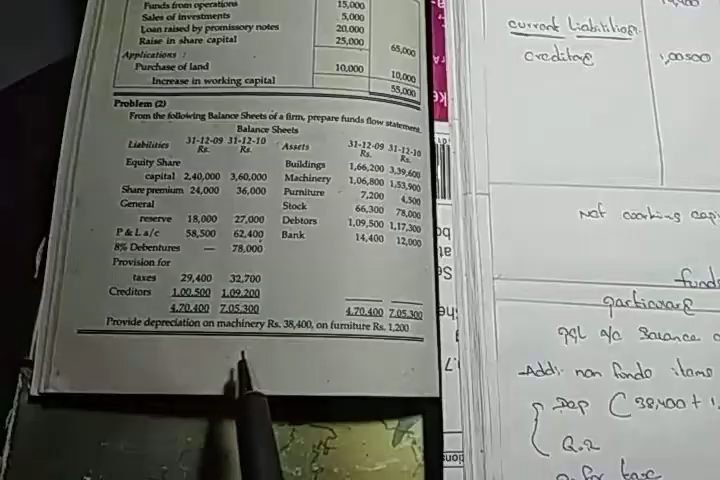 Funds from operations 15,000
Sales of investments 5,000
Loan raised by promissory notes 20,000
Raise in share capital 25,000 65,000
Applications :
Purchase of land 10,000 10,000
Increase in working capital 55,000
Problem (2)
From the following Balance Sheets of a firm, prepare funds flow statement.
Balance Sheets
Liabilities 31-12-09 Rs. 31-12-10 Rs. Assets 31-12-09 Rs. 31-12-10 Rs.
Equity Share Buildings 1,66,200 3,39,600
capital 2,40,000 3,60,000 Machinery 1,06,800 1,53,900
Share premium 24,000 36,000 Purniture 7,200 4,500
General Stock 66,300 78,000
reserve 18,000 27,000 Debtors 1,09,500 1,17,300
P & L a/c 58,500 62,400 Bank 14,400 12,000
8% Debentures — 78,000
Provision for
taxes 29,400 32,700
Creditors 1,00,500 1,09,200
4,70,400 7,05,300 4,70,400 7,05,300
Provide depreciation on machinery Rs. 38,400, on furniture Rs. 1,200
current liabilities
creditors 1,00500
Net working capi
funds
particulars
P&L a/c Balance
Add: non funds items
Dep (38,400 + 1
G.R